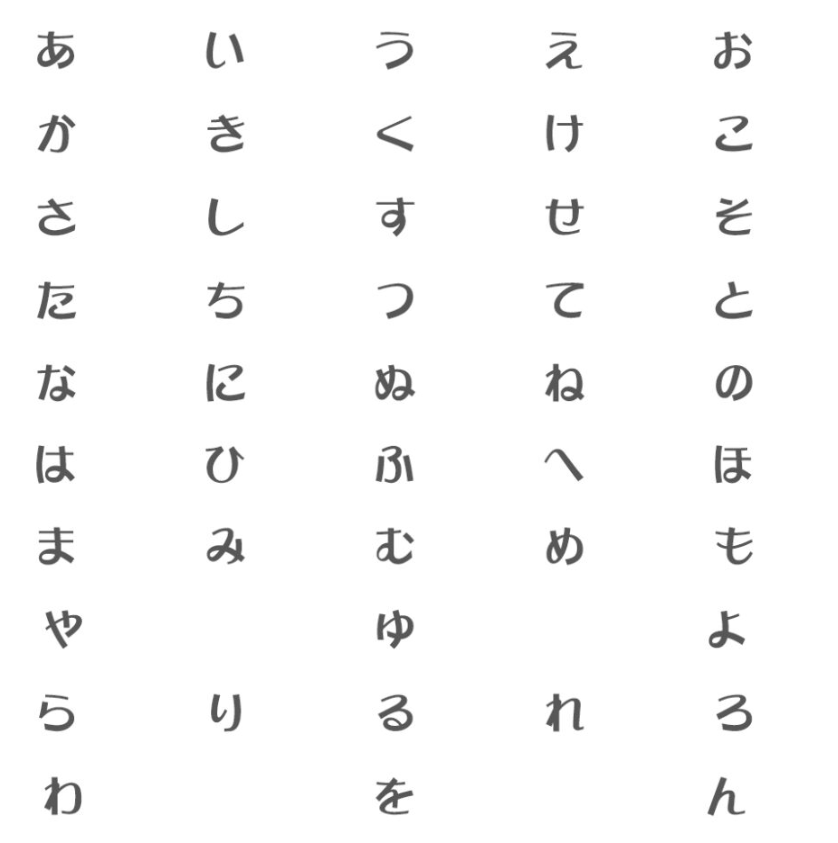 あ い う え お
か き く け こ
さ し す せ そ
た ち つ て と
な に ぬ ね の
は ひ ふ へ ほ
ま み む め も
や ゆ よ
ら り る れ ろ
わ を ん